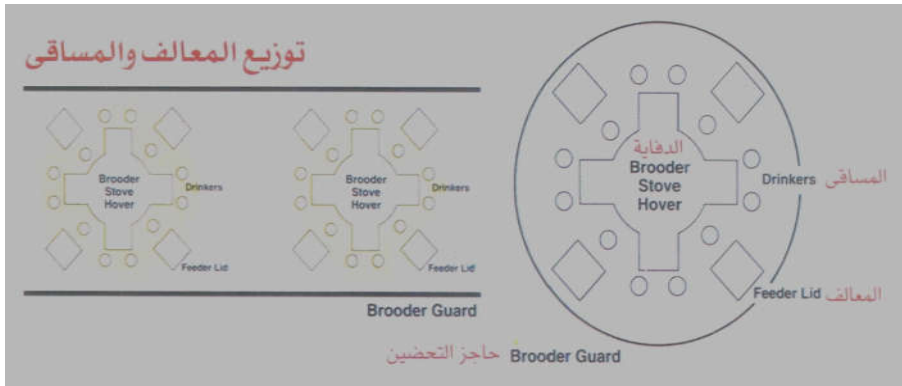 توزيع المعالف والمساقى
Brooder
Stove
Hover
Drinkers
Feeder Lid
Brooder
Stove
Hover
Drinkers
Feeder Lid
Brooder Guard
الدفاية
Brooder
Stove
Hover
Drinkers المساقى
Feeder Lid المعالف
حاجز التحضين Brooder Guard